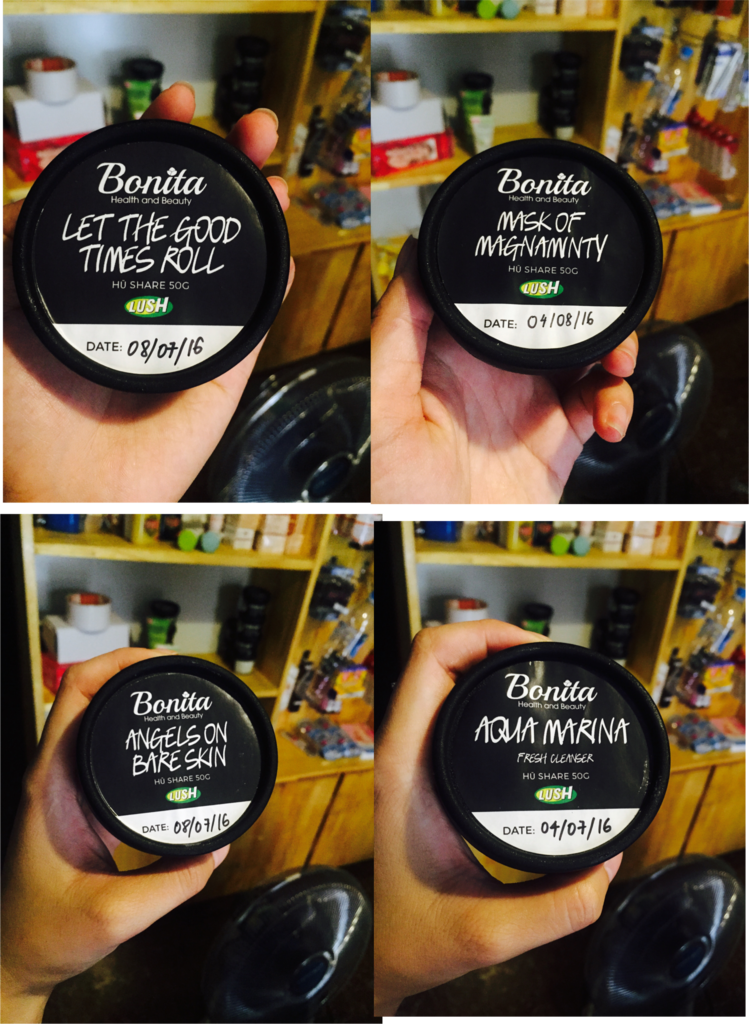 Bonita
Health and Beauty
LET THE GOOD
TIMES ROLL
HŨ SHARE 50G
LUSH
DATE: 08/07/16
Bonita
Health and Beauty
MASK OF
MAGNAMINTY
HŨ SHARE 50G
LUSH
DATE: 04/08/16
Bonita
Health and Beauty
ANGELS ON
BARE SKIN
HŨ SHARE 50G
LUSH
DATE: 08/07/16
Bonita
Health and Beauty
AQUA MARINA
FRESH CLEANSER
HŨ SHARE 50G
LUSH
DATE: 04/07/16